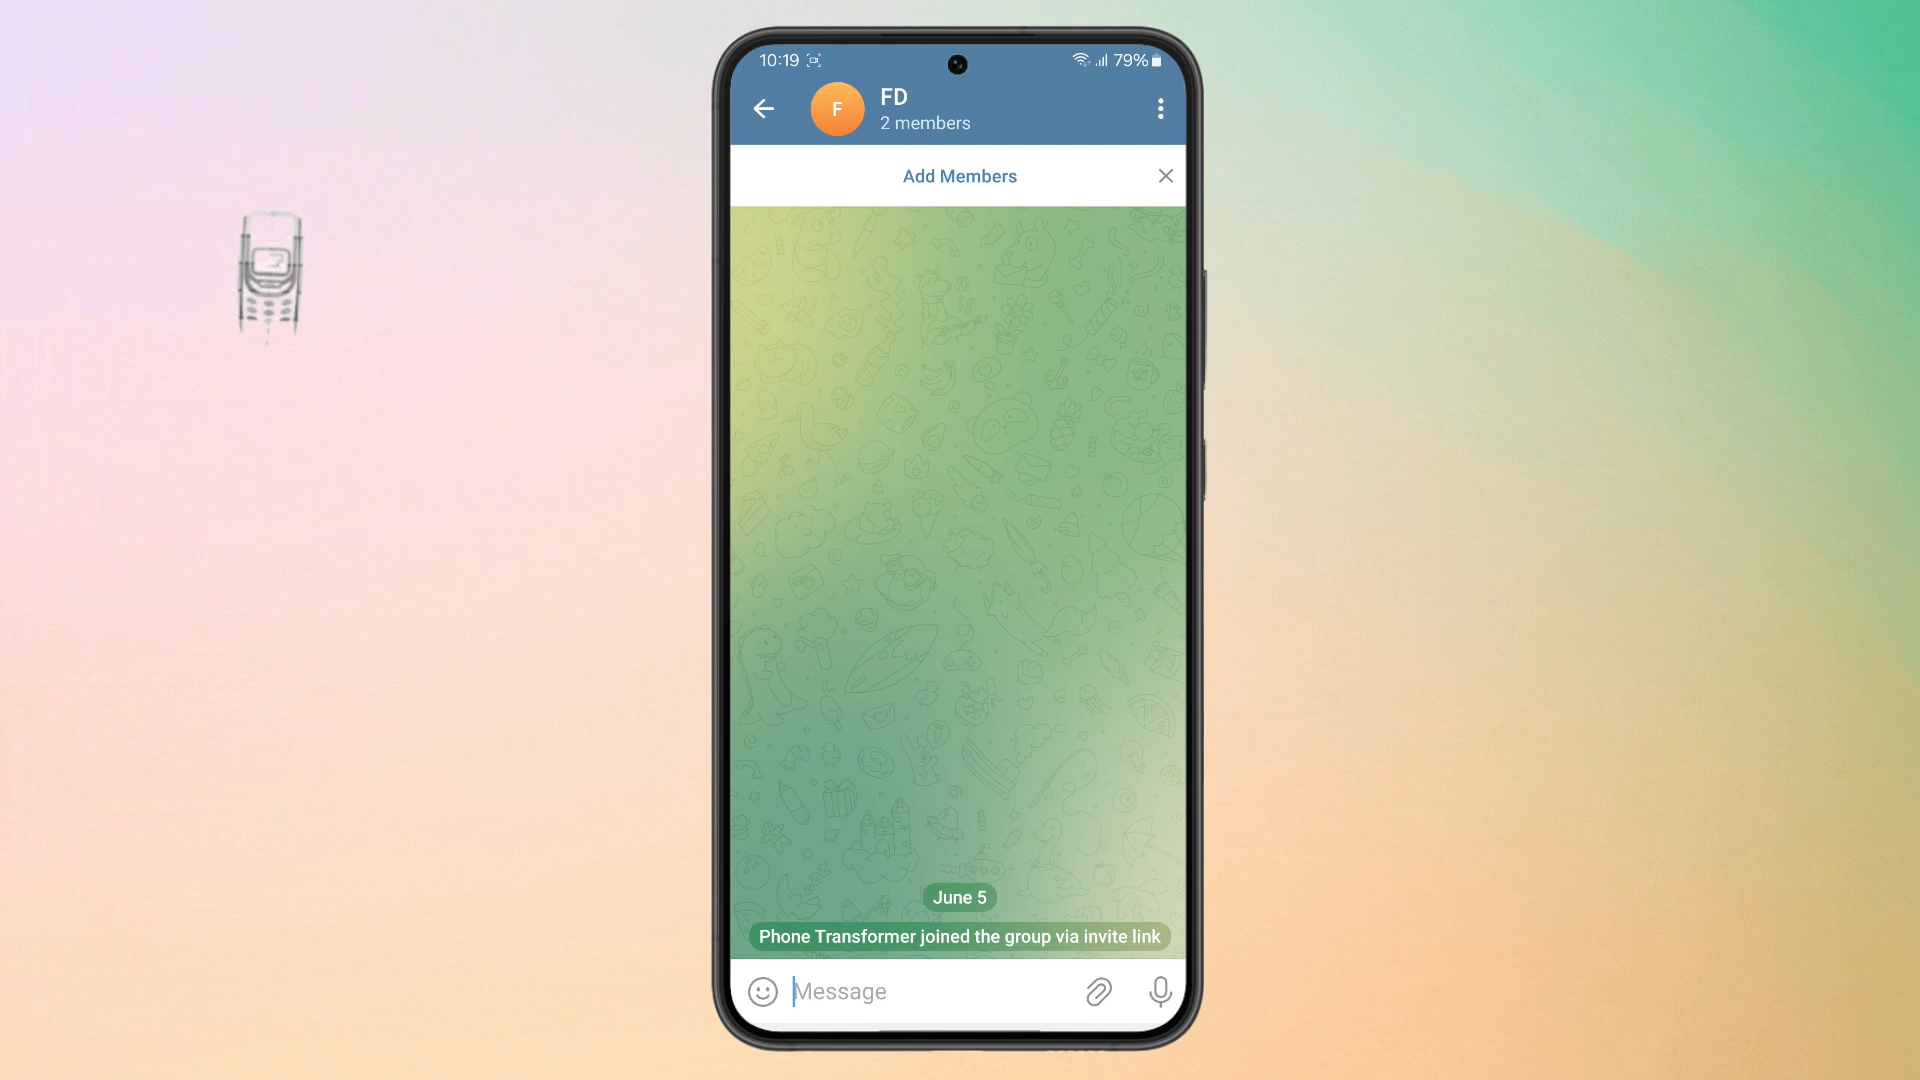 10:19
79%
F
FD
2 members
Add Members
June 5
Phone Transformer joined the group via invite link
Message